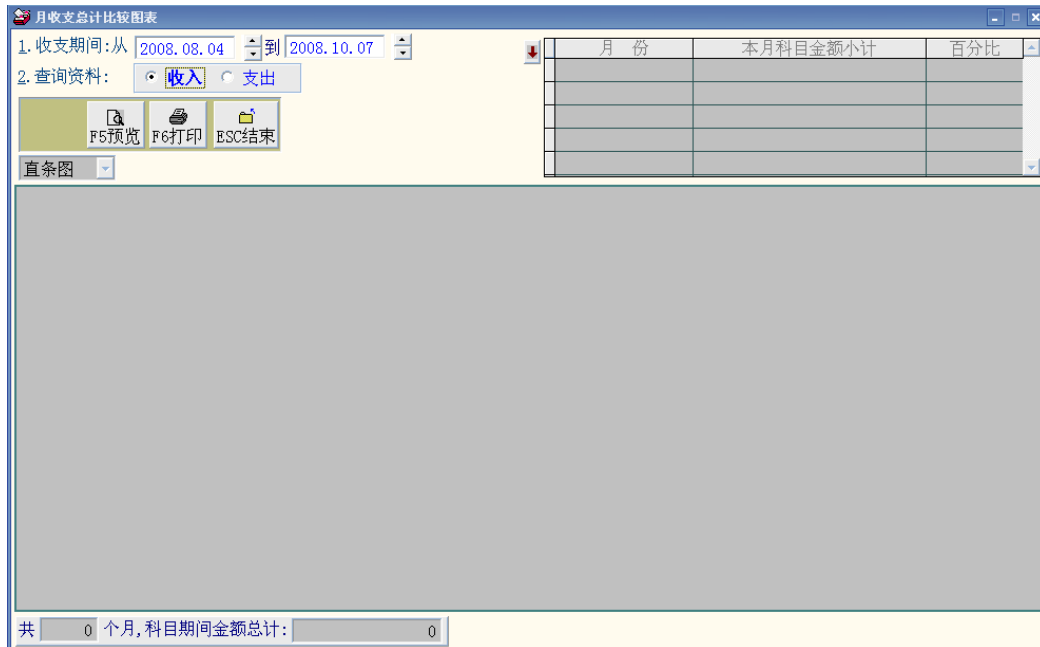 月收支总计比较图表
1.收支期间:从 2008.08.04 到 2008.10.07
2.查询资料: 收入 支出
F5预览 F6打印 ESC结束
直条图
月 份 本月科目金额小计 百分比
共 0 个月,科目期间金额总计: 0